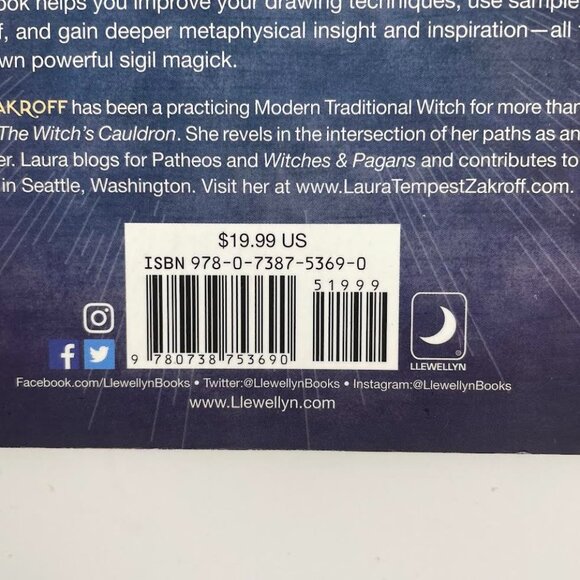 ook helps you improve your drawing techniques, use sample
f, and gain deeper metaphysical insight and inspiration—all
wn powerful sigil magick.
AKROFF has been a practicing Modern Traditional Witch for more than
The Witch's Cauldron. She revels in the intersection of her paths as an
er. Laura blogs for Patheos and Witches & Pagans and contributes to
in Seattle, Washington. Visit her at www.LauraTempestZakroff.com.
$19.99 US
ISBN 978-0-7387-5369-0
51999
9 780738 753690
LLEWELLYN
Facebook.com/LlewellynBooks • Twitter:@LlewellynBooks • Instagram:@LlewellynBooks
www.Llewellyn.com